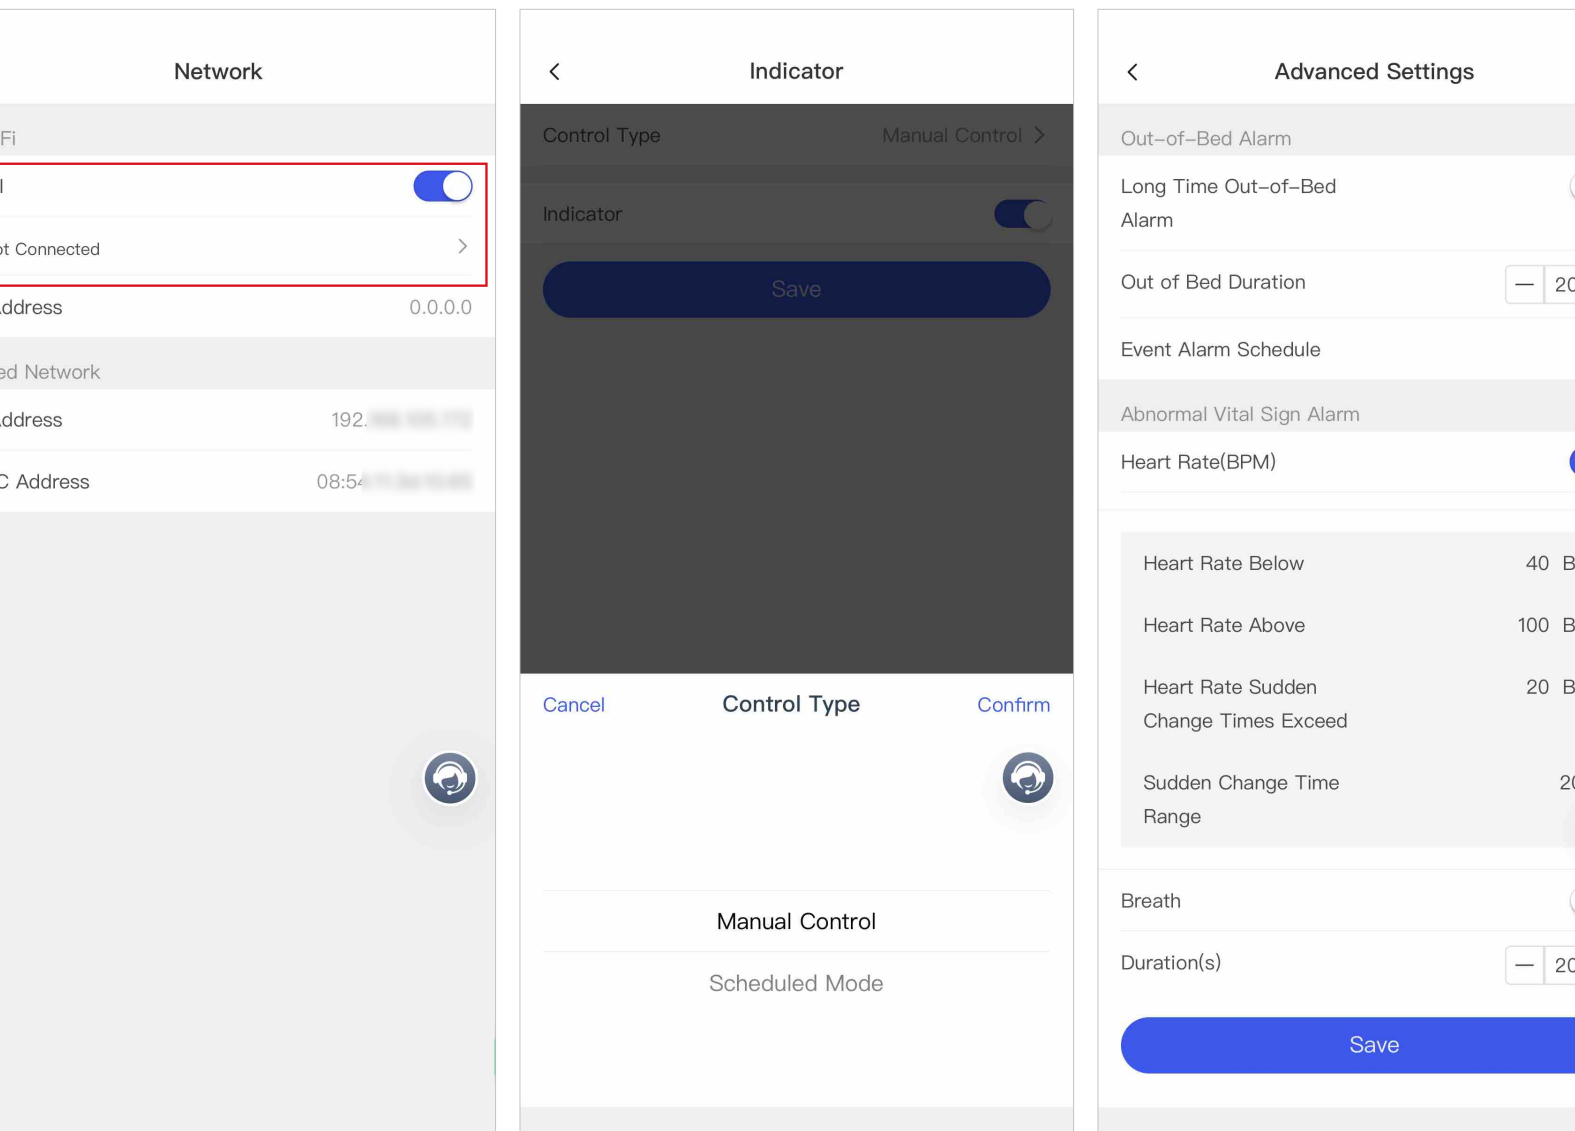 Network
Fi
l
ot Connected
ddress
0.0.0.0
ed Network
ddress
192.
C Address
08:54
Indicator
Control Type
Manual Control
Indicator
Save
Cancel
Control Type
Confirm
Manual Control
Scheduled Mode
Advanced Settings
Out-of-Bed Alarm
Long Time Out-of-Bed
Alarm
Out of Bed Duration
20
Event Alarm Schedule
Abnormal Vital Sign Alarm
Heart Rate(BPM)
Heart Rate Below
40 B
Heart Rate Above
100 B
Heart Rate Sudden
Change Times Exceed
20 B
Sudden Change Time
Range
20
Breath
Duration(s)
20
Save